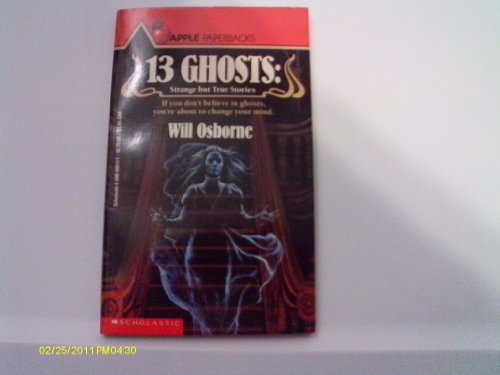 APPLE PAPERBACKS
13 GHOSTS:
Strange but True Stories
If you don't believe in ghosts,
you're about to change your mind.
Will Osborne
SCHOLASTIC
02/25/2011 PM04:30